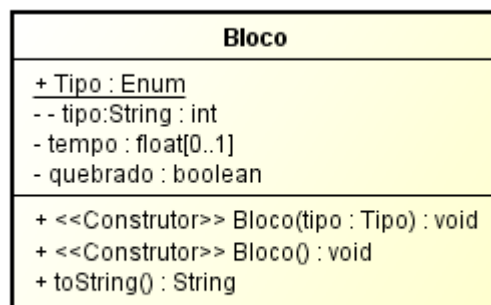 Bloco
+ Tipo : Enum
- - tipo:String : int
- tempo : float[0..1]
- quebrado : boolean
+ <<Construtor>> Bloco(tipo : Tipo) : void
+ <<Construtor>> Bloco() : void
+ toString() : String